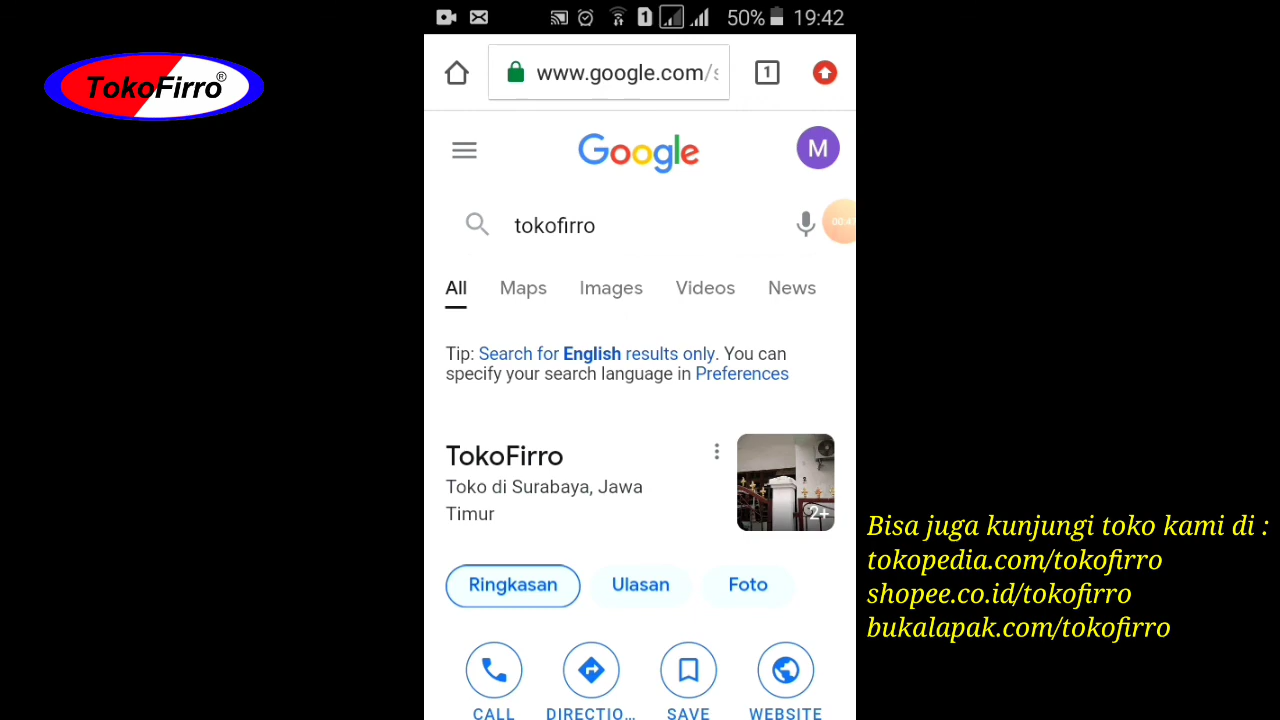 50% 19:42
TokoFirro®
www.google.com/s
1
Google
M
tokofirro
00:47
All Maps Images Videos News
Tip: Search for English results only. You can
specify your search language in Preferences
TokoFirro
Toko di Surabaya, Jawa
Timur
2+
Ringkasan Ulasan Foto
CALL DIRECTIO... SAVE WEBSITE
Bisa juga kunjungi toko kami di :
tokopedia.com/tokofirro
shopee.co.id/tokofirro
bukalapak.com/tokofirro